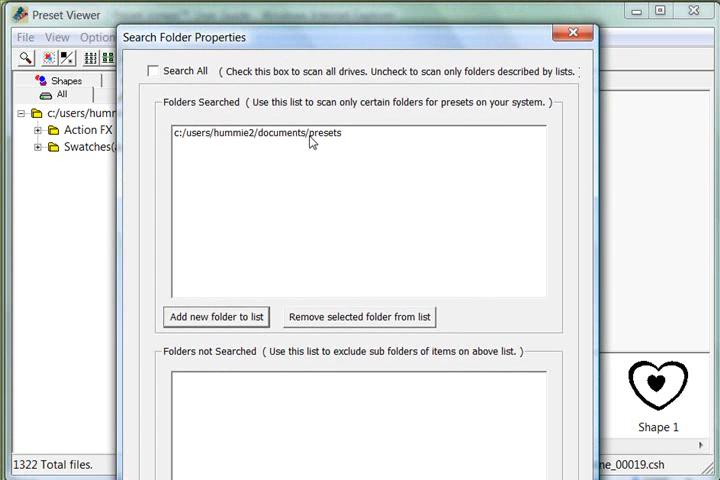 Preset Viewer
File View Option
Search Folder Properties
Search All ( Check this box to scan all drives. Uncheck to scan only folders described by lists. )
Shapes
All
Folders Searched ( Use this list to scan only certain folders for presets on your system. )
c:/users/humm
Action FX
Swatches(a
c:/users/hummie2/documents/presets
Add new folder to list
Remove selected folder from list
Folders not Searched ( Use this list to exclude sub folders of items on above list. )
Shape 1
1322 Total files.
ne_00019.csh